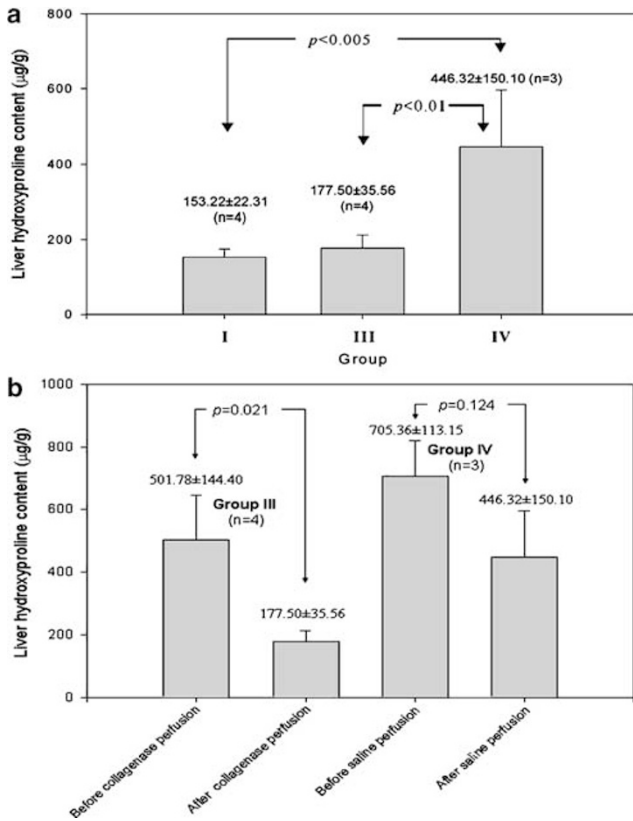 a
Liver hydroxyproline content (µg/g)
800
600
400
200
0
p<0.005
446.32±150.10 (n=3)
p<0.01
153.22±22.31
(n=4)
177.50±35.56
(n=4)
I III IV
Group
b
Liver hydroxyproline content (µg/g)
1000
800
600
400
200
0
p=0.021
p=0.124
705.36±113.15
Group IV
(n=3)
501.78±144.40
Group III
(n=4)
446.32±150.10
177.50±35.56
Before collagenase perfusion
After collagenase perfusion
Before saline perfusion
After saline perfusion